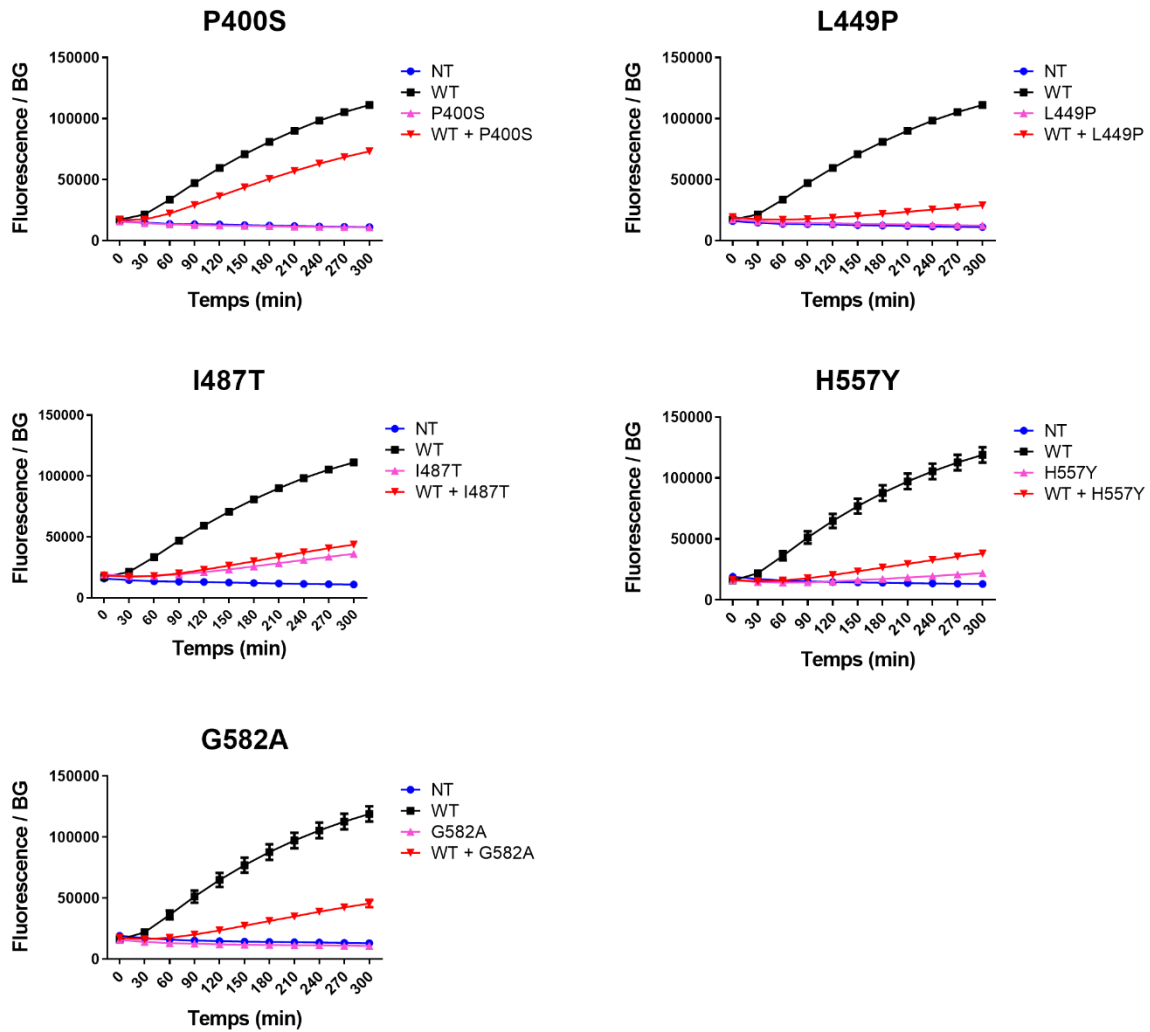 P400S
Fluorescence / BG
150000
100000
50000
0
0 30 60 90 120 150 180 210 240 270 300
Temps (min)
NT
WT
P400S
WT + P400S
L449P
Fluorescence / BG
150000
100000
50000
0
0 30 60 90 120 150 180 210 240 270 300
Temps (min)
NT
WT
L449P
WT + L449P
I487T
Fluorescence / BG
150000
100000
50000
0
0 30 60 90 120 150 180 210 240 270 300
Temps (min)
NT
WT
I487T
WT + I487T
H557Y
Fluorescence / BG
150000
100000
50000
0
0 30 60 90 120 150 180 210 240 270 300
Temps (min)
NT
WT
H557Y
WT + H557Y
G582A
Fluorescence / BG
150000
100000
50000
0
0 30 60 90 120 150 180 210 240 270 300
Temps (min)
NT
WT
G582A
WT + G582A